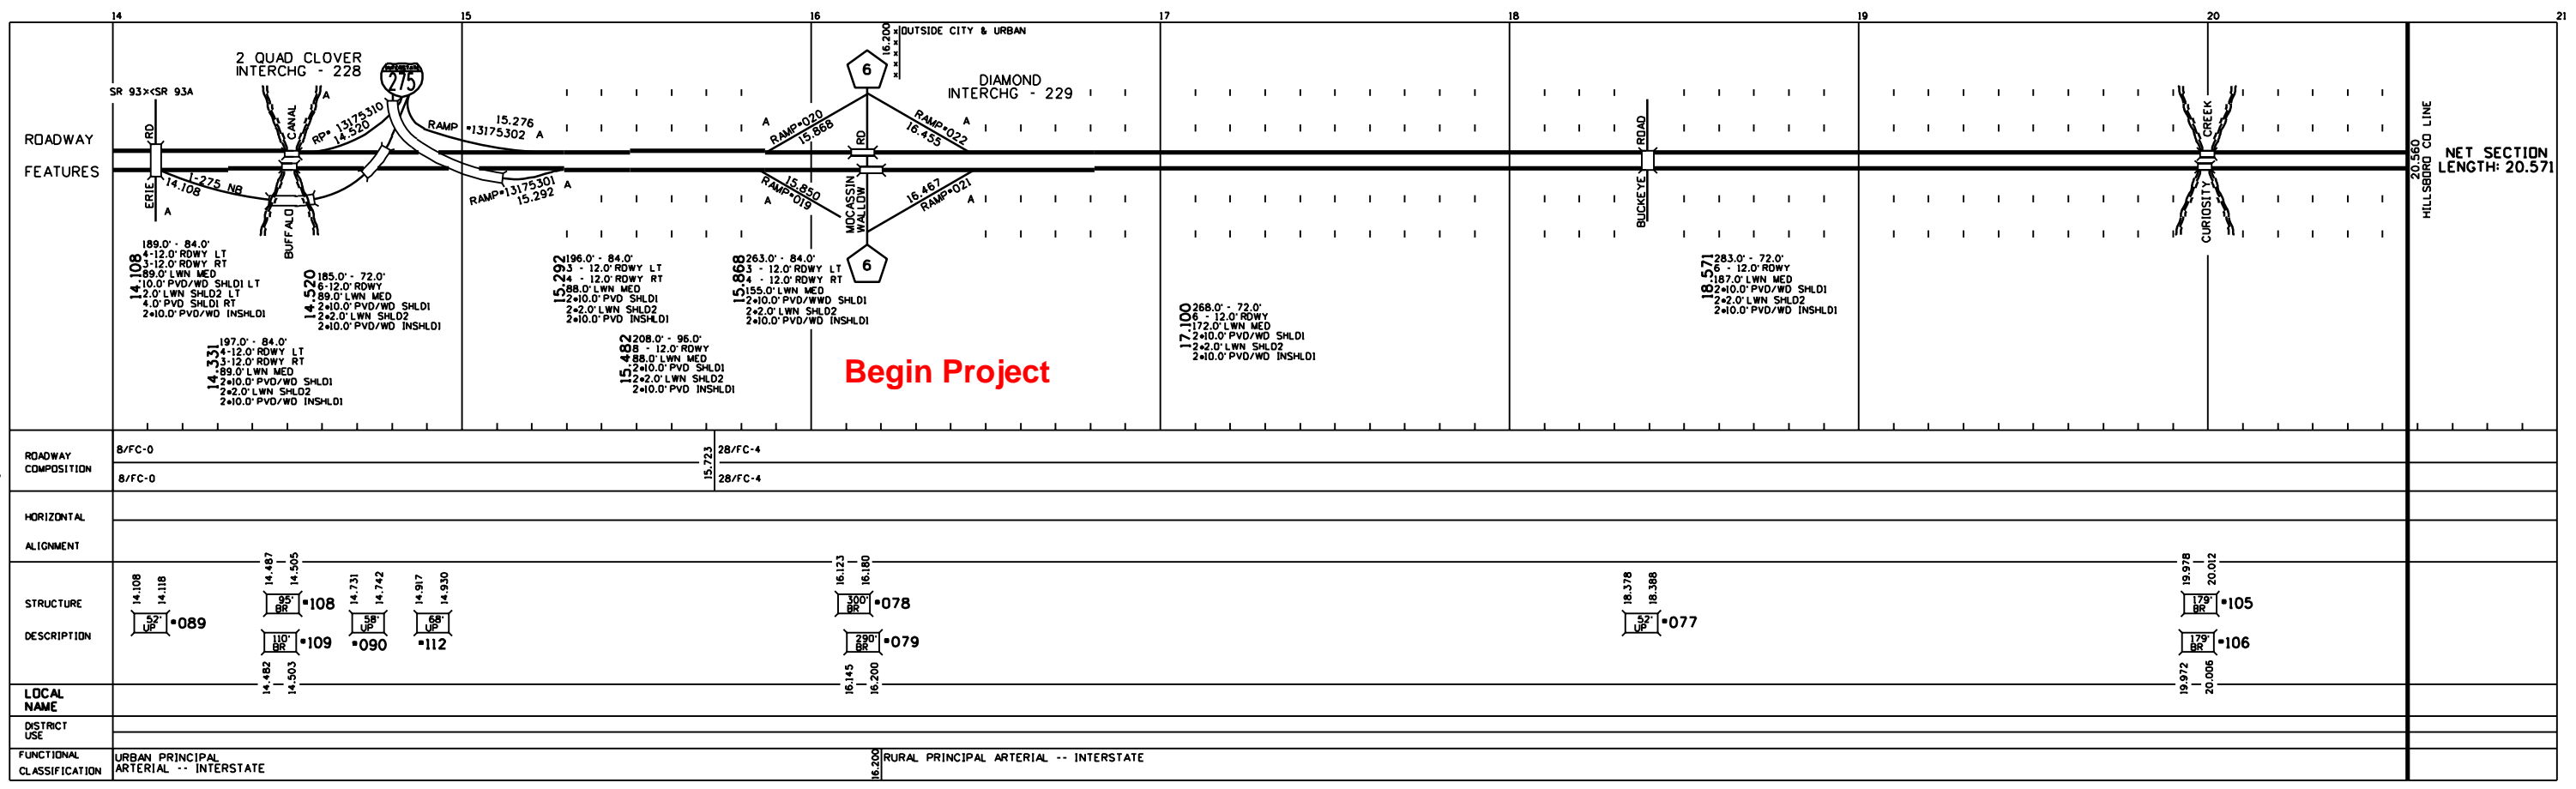 14
15
16
17
18
19
20
21
ROADWAY
FEATURES
SR 93><SR 93A
2 QUAD CLOVER
INTERCHG - 228
275
A
ERIE RD
A
BUFFALO CANAL
RP* 13175310
14.520
RAMP *13175302 A
15.276
I-275 NB
14.108
RAMP*13175301 A
15.292
A
RAMP*020
15.868
A
RAMP*019
15.850
6
6
MOCASSIN
WALLOW RD
16.200
OUTSIDE CITY & URBAN
DIAMOND
INTERCHG - 229
RAMP*022 A
16.455
16.467
RAMP*021 A
BUCKEYE ROAD
CURIOSITY CREEK
20.560
HILLSBORO CO LINE
NET SECTION
LENGTH: 20.571
14.108
189.0' - 84.0'
4-12.0' RDWY LT
3-12.0' RDWY RT
89.0' LWN MED
10.0' PVD/WD SHLD1 LT
2.0' LWN SHLD2 LT
4.0' PVD SHLD1 RT
2*10.0' PVD/WD INSHLD1
14.331
197.0' - 84.0'
4-12.0' RDWY LT
3-12.0' RDWY RT
89.0' LWN MED
2*10.0' PVD/WD SHLD1
2*2.0' LWN SHLD2
2*10.0' PVD/WD INSHLD1
14.520
185.0' - 72.0'
6-12.0' RDWY
89.0' LWN MED
2*10.0' PVD/WD SHLD1
2*2.0' LWN SHLD2
2*10.0' PVD/WD INSHLD1
15.292
196.0' - 84.0'
3 - 12.0' RDWY LT
4 - 12.0' RDWY RT
88.0' LWN MED
2*10.0' PVD SHLD1
2*2.0' LWN SHLD2
2*10.0' PVD INSHLD1
15.482
208.0' - 96.0'
8 - 12.0' RDWY
88.0' LWN MED
2*10.0' PVD SHLD1
2*2.0' LWN SHLD2
2*10.0' PVD INSHLD1
15.868
263.0' - 84.0'
3 - 12.0' RDWY LT
4 - 12.0' RDWY RT
155.0' LWN MED
2*10.0' PVD/WWD SHLD1
2*2.0' LWN SHLD2
2*10.0' PVD/WD INSHLD1
Begin Project
17.100
268.0' - 72.0'
6 - 12.0' RDWY
172.0' LWN MED
2*10.0' PVD/WD SHLD1
2*2.0' LWN SHLD2
2*10.0' PVD/WD INSHLD1
18.571
283.0' - 72.0'
6 - 12.0' RDWY
187.0' LWN MED
2*10.0' PVD/WD SHLD1
2*2.0' LWN SHLD2
2*10.0' PVD/WD INSHLD1
ROADWAY
COMPOSITION
8/FC-0
8/FC-0
15.723
28/FC-4
28/FC-4
HORIZONTAL
ALIGNMENT
STRUCTURE
DESCRIPTION
14.108
14.118
52'
UP
*089
14.487
14.505
95'
BR
*108
110'
BR
*109
14.482
14.503
14.731
14.742
58'
UP
*090
14.917
14.930
68'
UP
*112
16.123
16.180
300'
BR
*078
290'
BR
*079
16.145
16.200
18.378
18.388
52'
UP
*077
19.978
20.012
179'
BR
*105
179'
BR
*106
19.972
20.006
LOCAL
NAME
DISTRICT
USE
FUNCTIONAL
CLASSIFICATION
URBAN PRINCIPAL
ARTERIAL -- INTERSTATE
16.200
RURAL PRINCIPAL ARTERIAL -- INTERSTATE